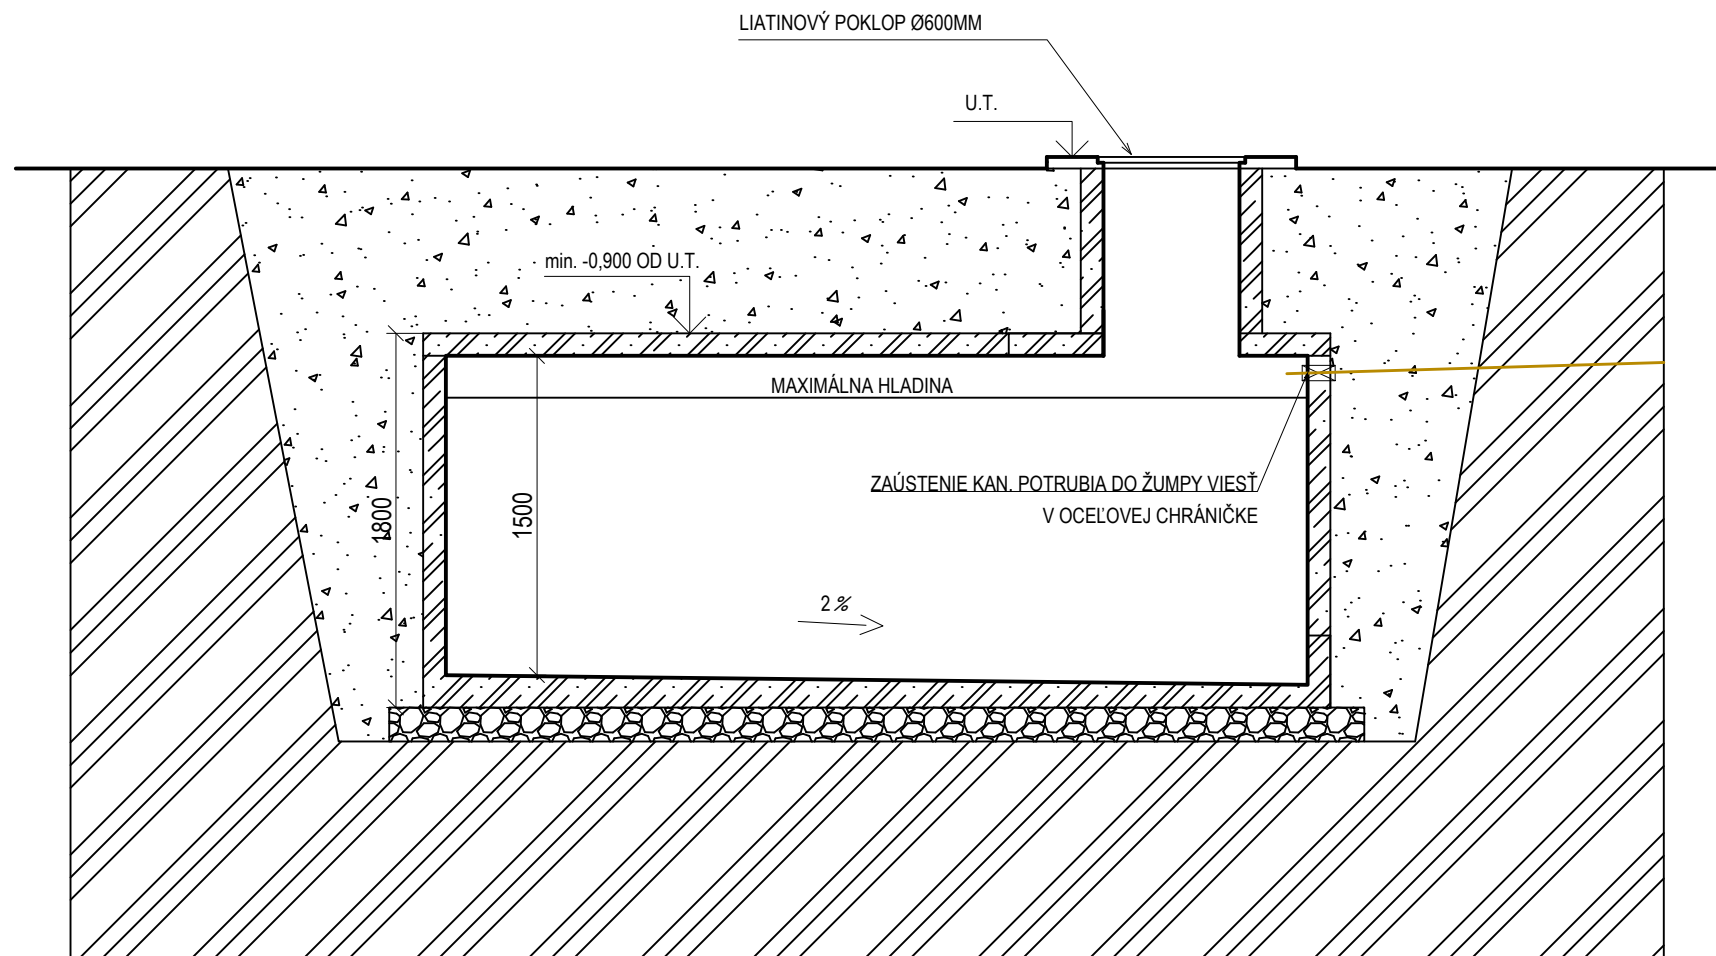 LIATINOVÝ POKLOP Ø600MM
U.T.
min. -0,900 OD U.T.
MAXIMÁLNA HLADINA
ZAÚSTENIE KAN. POTRUBIA DO ŽUMPY VIESŤ
V OCEĽOVEJ CHRÁNIČKE
1800
1500
2%